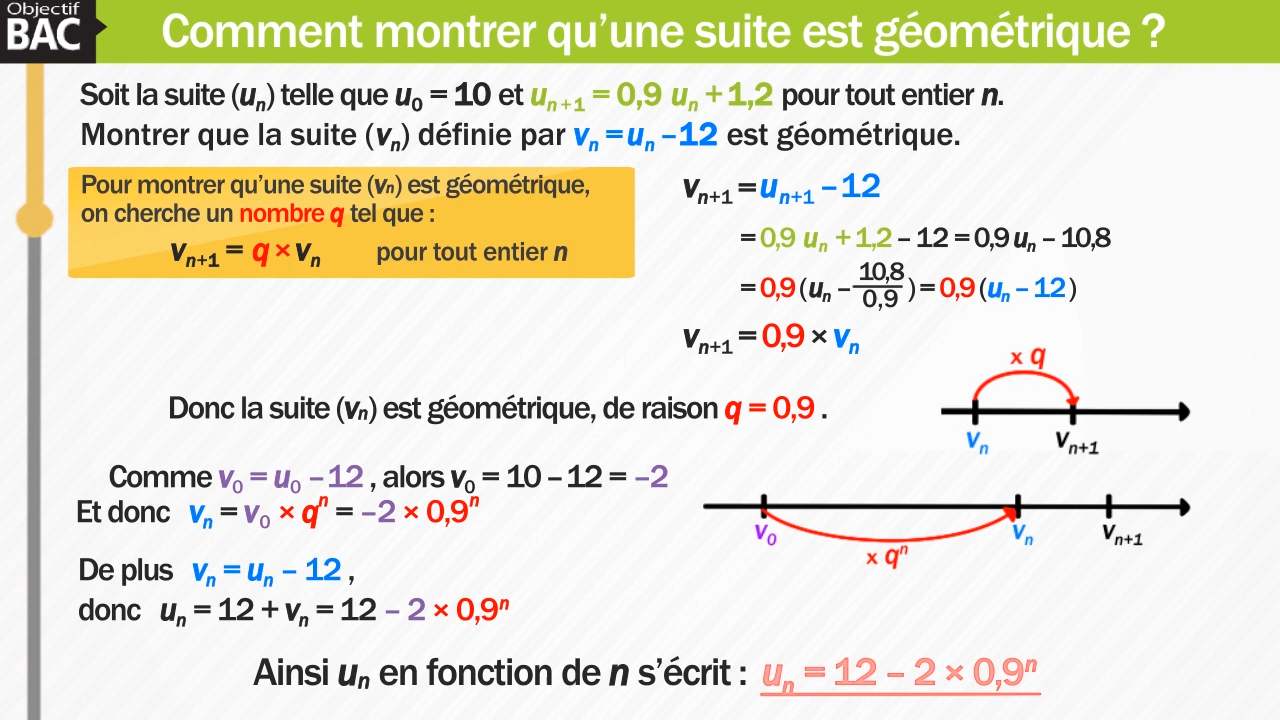 Objectif
BAC
Comment montrer qu’une suite est géométrique ?
Soit la suite (uₙ) telle que u₀ = 10 et uₙ₊₁ = 0,9 uₙ + 1,2 pour tout entier n.
Montrer que la suite (vₙ) définie par vₙ = uₙ – 12 est géométrique.
Pour montrer qu’une suite (vₙ) est géométrique,
on cherche un nombre q tel que :
vₙ₊₁ = q × vₙ pour tout entier n
vₙ₊₁ = uₙ₊₁ – 12
= 0,9 uₙ + 1,2 – 12 = 0,9 uₙ – 10,8
= 0,9 (uₙ – 10,8/0,9) = 0,9 (uₙ – 12)
vₙ₊₁ = 0,9 × vₙ
x q
vₙ vₙ₊₁
Donc la suite (vₙ) est géométrique, de raison q = 0,9 .
Comme v₀ = u₀ – 12 , alors v₀ = 10 – 12 = –2
Et donc vₙ = v₀ × qⁿ = –2 × 0,9ⁿ
v₀ vₙ vₙ₊₁
x qⁿ
De plus vₙ = uₙ – 12 ,
donc uₙ = 12 + vₙ = 12 – 2 × 0,9ⁿ
Ainsi uₙ en fonction de n s’écrit : uₙ = 12 – 2 × 0,9ⁿ